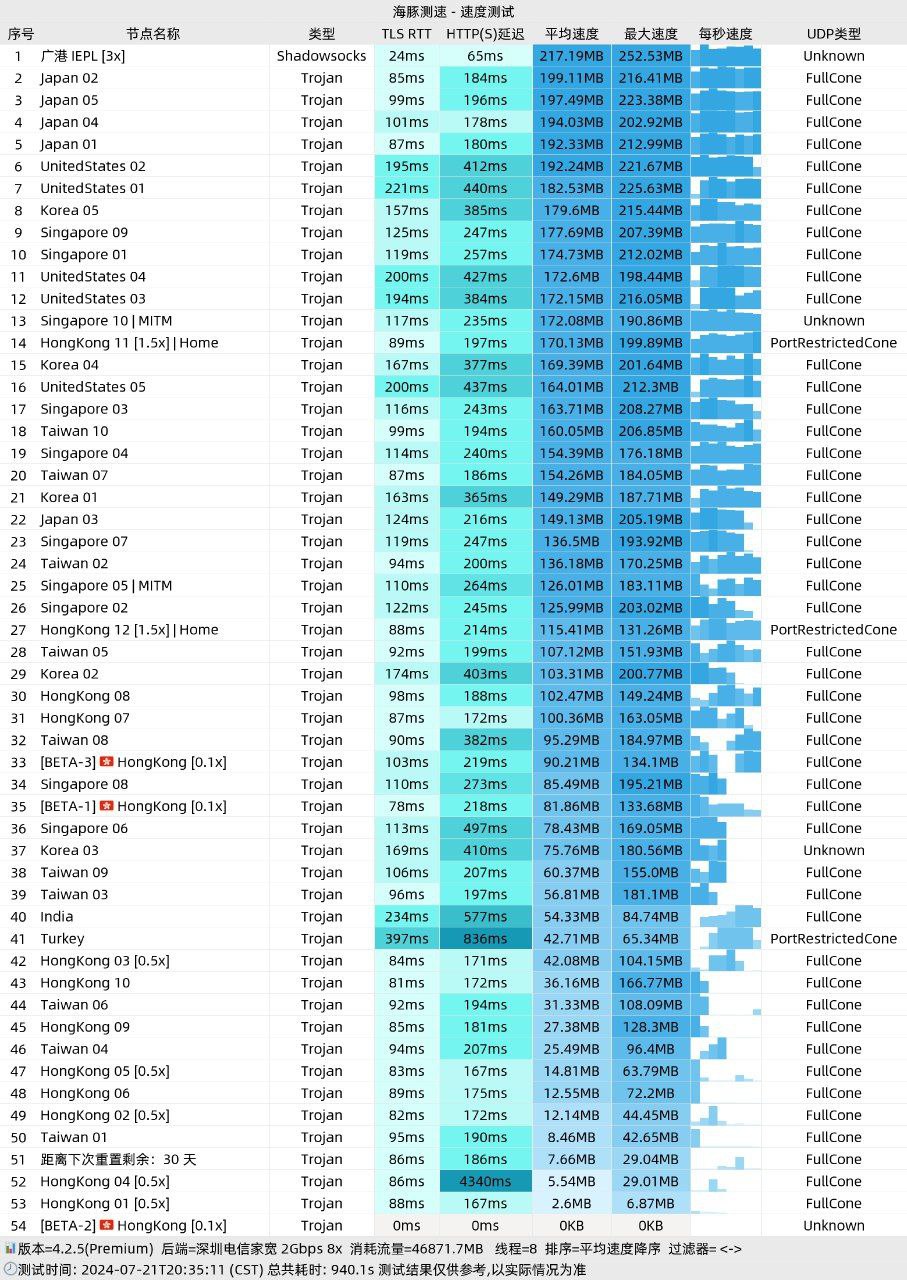 海豚测速 - 速度测试
序号 节点名称 类型 TLS RTT HTTP(S)延迟 平均速度 最大速度 每秒速度 UDP类型
1 广港 IEPL [3x] Shadowsocks 24ms 65ms 217.19MB 252.53MB Unknown
2 Japan 02 Trojan 85ms 184ms 199.11MB 216.41MB FullCone
3 Japan 05 Trojan 99ms 196ms 197.49MB 223.38MB FullCone
4 Japan 04 Trojan 101ms 178ms 194.03MB 202.92MB FullCone
5 Japan 01 Trojan 87ms 180ms 192.33MB 212.99MB FullCone
6 UnitedStates 02 Trojan 195ms 412ms 192.24MB 221.67MB FullCone
7 UnitedStates 01 Trojan 221ms 440ms 182.53MB 225.63MB FullCone
8 Korea 05 Trojan 157ms 385ms 179.6MB 215.44MB FullCone
9 Singapore 09 Trojan 125ms 247ms 177.69MB 207.39MB FullCone
10 Singapore 01 Trojan 119ms 257ms 174.73MB 212.02MB FullCone
11 UnitedStates 04 Trojan 200ms 427ms 172.6MB 198.44MB FullCone
12 UnitedStates 03 Trojan 194ms 384ms 172.15MB 216.05MB FullCone
13 Singapore 10 | MITM Trojan 117ms 235ms 172.08MB 190.86MB Unknown
14 HongKong 11 [1.5x] | Home Trojan 89ms 197ms 170.13MB 199.89MB PortRestrictedCone
15 Korea 04 Trojan 167ms 377ms 169.39MB 201.64MB FullCone
16 UnitedStates 05 Trojan 200ms 437ms 164.01MB 212.3MB FullCone
17 Singapore 03 Trojan 116ms 243ms 163.71MB 208.27MB FullCone
18 Taiwan 10 Trojan 99ms 194ms 160.05MB 206.85MB FullCone
19 Singapore 04 Trojan 114ms 240ms 154.39MB 176.18MB FullCone
20 Taiwan 07 Trojan 87ms 186ms 154.26MB 184.05MB FullCone
21 Korea 01 Trojan 163ms 365ms 149.29MB 187.71MB FullCone
22 Japan 03 Trojan 124ms 216ms 149.13MB 205.19MB FullCone
23 Singapore 07 Trojan 119ms 247ms 136.5MB 193.92MB FullCone
24 Taiwan 02 Trojan 94ms 200ms 136.18MB 170.25MB FullCone
25 Singapore 05 | MITM Trojan 110ms 264ms 126.01MB 183.11MB FullCone
26 Singapore 02 Trojan 122ms 245ms 125.99MB 203.02MB FullCone
27 HongKong 12 [1.5x] | Home Trojan 88ms 214ms 115.41MB 131.26MB PortRestrictedCone
28 Taiwan 05 Trojan 92ms 199ms 107.12MB 151.93MB FullCone
29 Korea 02 Trojan 174ms 403ms 103.31MB 200.77MB FullCone
30 HongKong 08 Trojan 98ms 188ms 102.47MB 149.24MB FullCone
31 HongKong 07 Trojan 87ms 172ms 100.36MB 163.05MB FullCone
32 Taiwan 08 Trojan 90ms 382ms 95.29MB 184.97MB FullCone
33 [BETA-3] 🇭🇰 HongKong [0.1x] Trojan 103ms 219ms 90.21MB 134.1MB FullCone
34 Singapore 08 Trojan 110ms 273ms 85.49MB 195.21MB FullCone
35 [BETA-1] 🇭🇰 HongKong [0.1x] Trojan 78ms 218ms 81.86MB 133.68MB FullCone
36 Singapore 06 Trojan 113ms 497ms 78.43MB 169.05MB FullCone
37 Korea 03 Trojan 169ms 410ms 75.76MB 180.56MB Unknown
38 Taiwan 09 Trojan 106ms 207ms 60.37MB 155.0MB FullCone
39 Taiwan 03 Trojan 96ms 197ms 56.81MB 181.1MB FullCone
40 India Trojan 234ms 577ms 54.33MB 84.74MB FullCone
41 Turkey Trojan 397ms 836ms 42.71MB 65.34MB PortRestrictedCone
42 HongKong 03 [0.5x] Trojan 84ms 171ms 42.08MB 104.15MB FullCone
43 HongKong 10 Trojan 81ms 172ms 36.16MB 166.77MB FullCone
44 Taiwan 06 Trojan 92ms 194ms 31.33MB 108.09MB FullCone
45 HongKong 09 Trojan 85ms 181ms 27.38MB 128.3MB FullCone
46 Taiwan 04 Trojan 94ms 207ms 25.49MB 96.4MB FullCone
47 HongKong 05 [0.5x] Trojan 83ms 167ms 14.81MB 63.79MB FullCone
48 HongKong 06 Trojan 89ms 175ms 12.55MB 72.2MB FullCone
49 HongKong 02 [0.5x] Trojan 82ms 172ms 12.14MB 44.45MB FullCone
50 Taiwan 01 Trojan 95ms 190ms 8.46MB 42.65MB FullCone
51 距离下次重置剩余：30 天 Trojan 86ms 186ms 7.66MB 29.04MB FullCone
52 HongKong 04 [0.5x] Trojan 86ms 4340ms 5.54MB 29.01MB FullCone
53 HongKong 01 [0.5x] Trojan 88ms 167ms 2.6MB 6.87MB FullCone
54 [BETA-2] 🇭🇰 HongKong [0.1x] Trojan 0ms 0ms 0KB 0KB Unknown
📊版本=4.2.5(Premium) 后端=深圳电信家宽 2Gbps 8x 消耗流量=46871.7MB 线程=8 排序=平均速度降序 过滤器= <->
🕗测试时间: 2024-07-21T20:35:11 (CST) 总共耗时: 940.1s 测试结果仅供参考,以实际情况为准